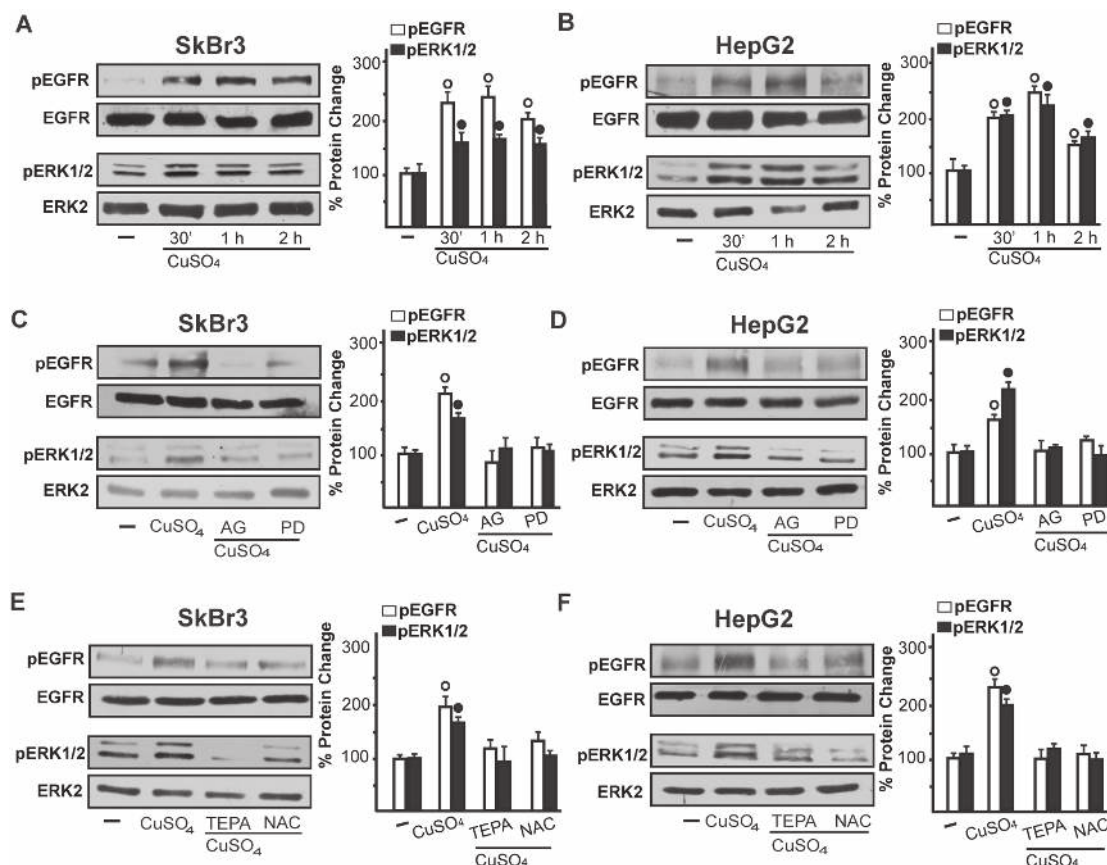 A
SkBr3
pEGFR
EGFR
pERK1/2
ERK2
– 30' 1 h 2 h
CuSO₄
pEGFR
pERK1/2
% Protein Change
300
200
100
– 30' 1 h 2 h
CuSO₄
B
HepG2
pEGFR
EGFR
pERK1/2
ERK2
– 30' 1 h 2 h
CuSO₄
pEGFR
pERK1/2
% Protein Change
300
200
100
– 30' 1 h 2 h
CuSO₄
C
SkBr3
pEGFR
EGFR
pERK1/2
ERK2
– CuSO₄ AG PD
CuSO₄
pEGFR
pERK1/2
% Protein Change
300
200
100
– CuSO₄ AG PD
CuSO₄
D
HepG2
pEGFR
EGFR
pERK1/2
ERK2
– CuSO₄ AG PD
CuSO₄
pEGFR
pERK1/2
% Protein Change
300
200
100
– CuSO₄ AG PD
CuSO₄
E
SkBr3
pEGFR
EGFR
pERK1/2
ERK2
– CuSO₄ TEPA NAC
CuSO₄
pEGFR
pERK1/2
% Protein Change
300
200
100
– CuSO₄ TEPA NAC
CuSO₄
F
HepG2
pEGFR
EGFR
pERK1/2
ERK2
– CuSO₄ TEPA NAC
CuSO₄
pEGFR
pERK1/2
% Protein Change
300
200
100
– CuSO₄ TEPA NAC
CuSO₄